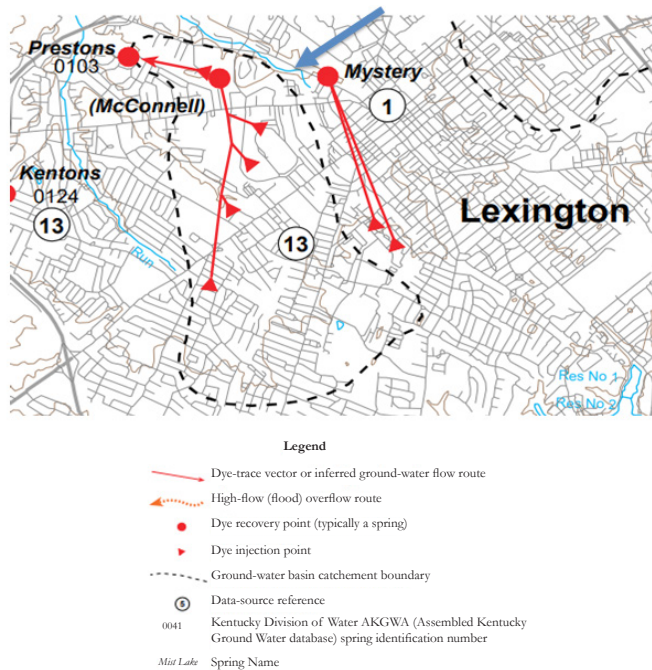 Prestons
0103
(McConnell)
Mystery
1
Kentons
0124
13
13
Run
Lexington
Res No 1
Res No 2
Legend
Dye-trace vector or inferred ground-water flow route
High-flow (flood) overflow route
Dye recovery point (typically a spring)
Dye injection point
Ground-water basin catchement boundary
Data-source reference
0041
Kentucky Division of Water AKGWA (Assembled Kentucky
Ground Water database) spring identification number
Mist Lake
Spring Name